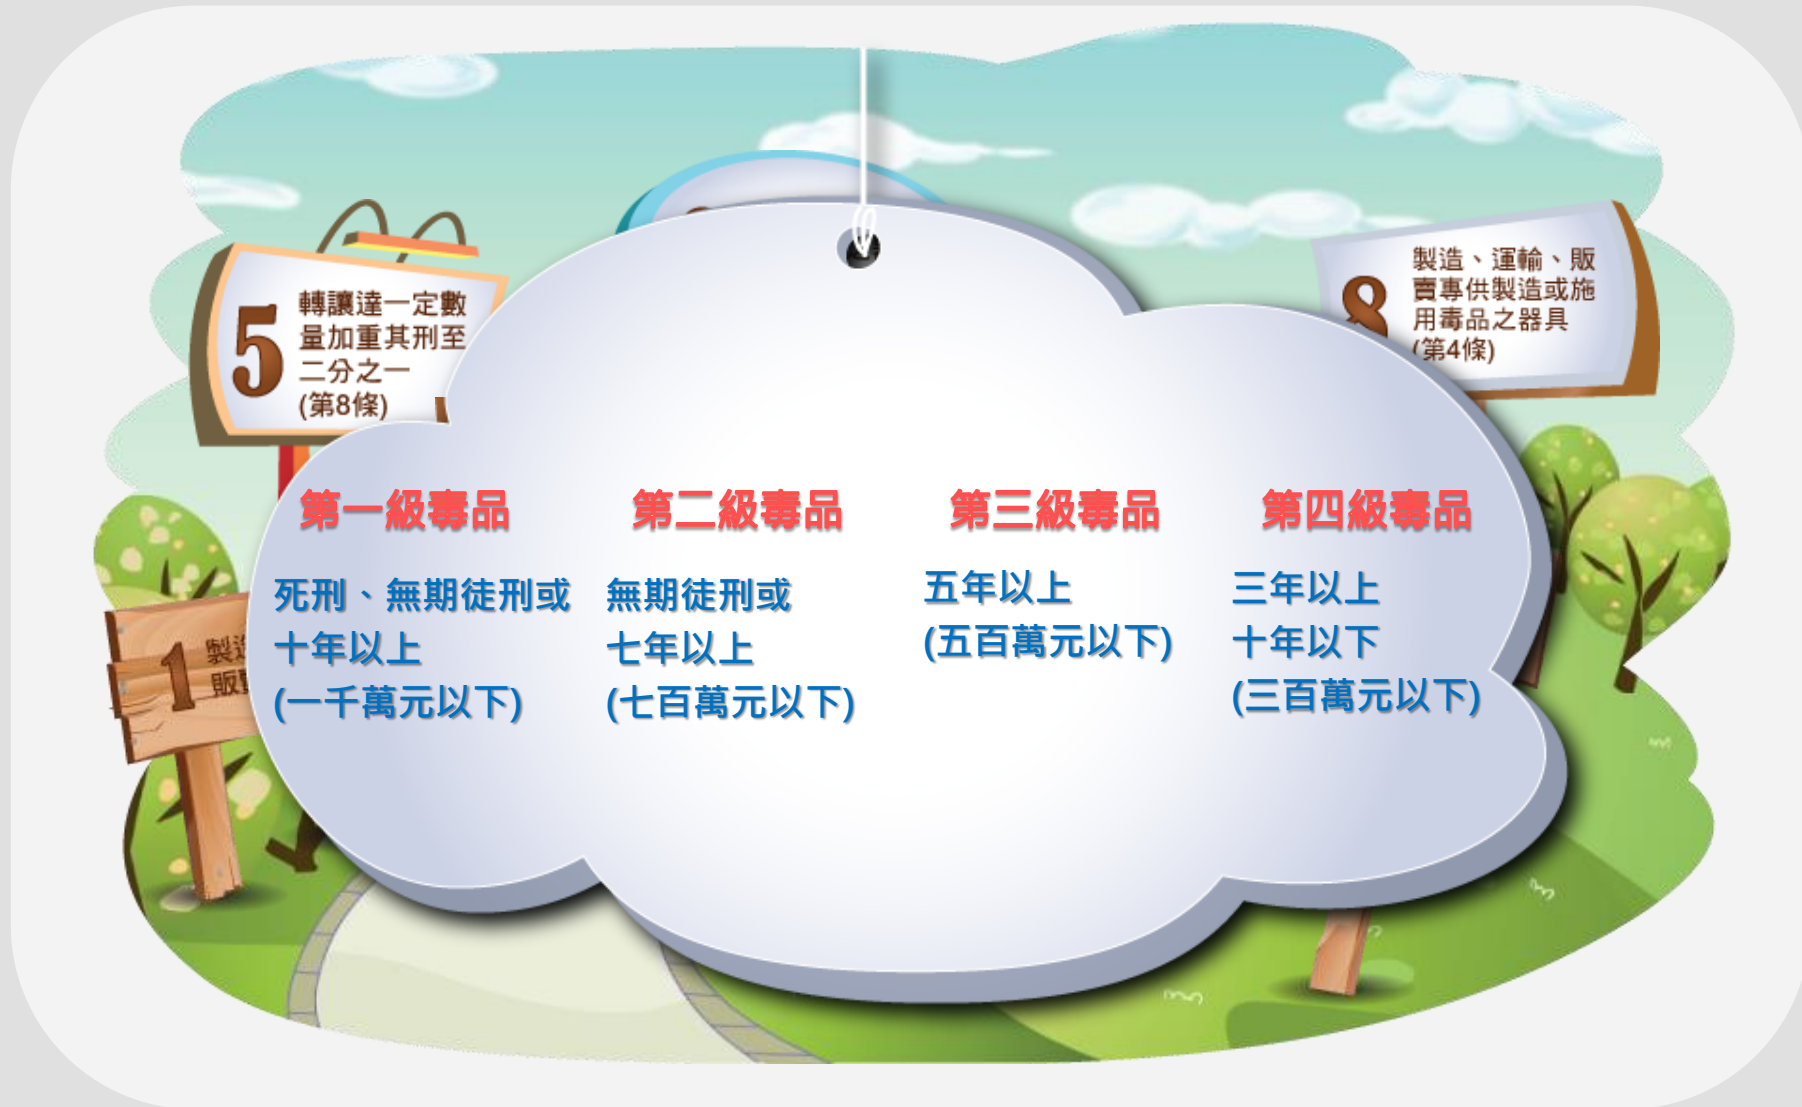 5
轉讓達一定數
量加重其刑至
二分之一
(第8條)
8
製造、運輸、販
賣專供製造或施
用毒品之器具
(第4條)
第一級毒品
死刑、無期徒刑或
十年以上
(一千萬元以下)
第二級毒品
無期徒刑或
七年以上
(七百萬元以下)
第三級毒品
五年以上
(五百萬元以下)
第四級毒品
三年以上
十年以下
(三百萬元以下)
1
製造
販